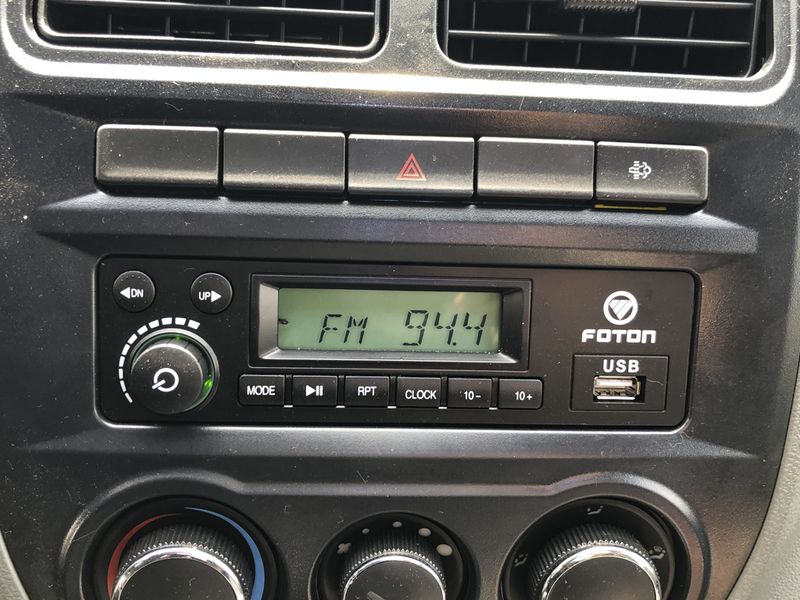 DN
UP
FM 94.4
FOTON
USB
MODE
RPT
CLOCK
10-
10+